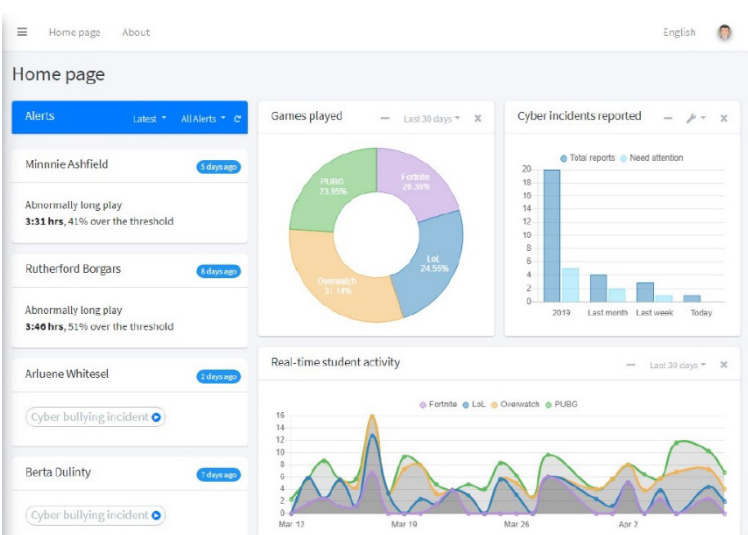 Home page About English
Home page
Alerts Latest All Alerts
Minnnie Ashfield 5 days ago
Abnormally long play
3:31 hrs, 41% over the threshold
Rutherford Borgars 8 days ago
Abnormally long play
3:46 hrs, 51% over the threshold
Arluene Whitesel 2 days ago
Cyber bullying incident
Berta Dulinty 7 days ago
Cyber bullying incident
Games played Last 30 days
PUBG
73.95%
Fortnite
20.30%
LoL
24.55%
Overwatch
31.14%
Cyber incidents reported
Total reports Need attention
20
18
16
14
12
10
8
6
4
2
0
2019 Last month Last week Today
Real-time student activity Last 30 days
Fortnite LoL Overwatch PUBG
16
14
12
10
8
6
4
2
0
Mar 12 Mar 19 Mar 26 Apr 2